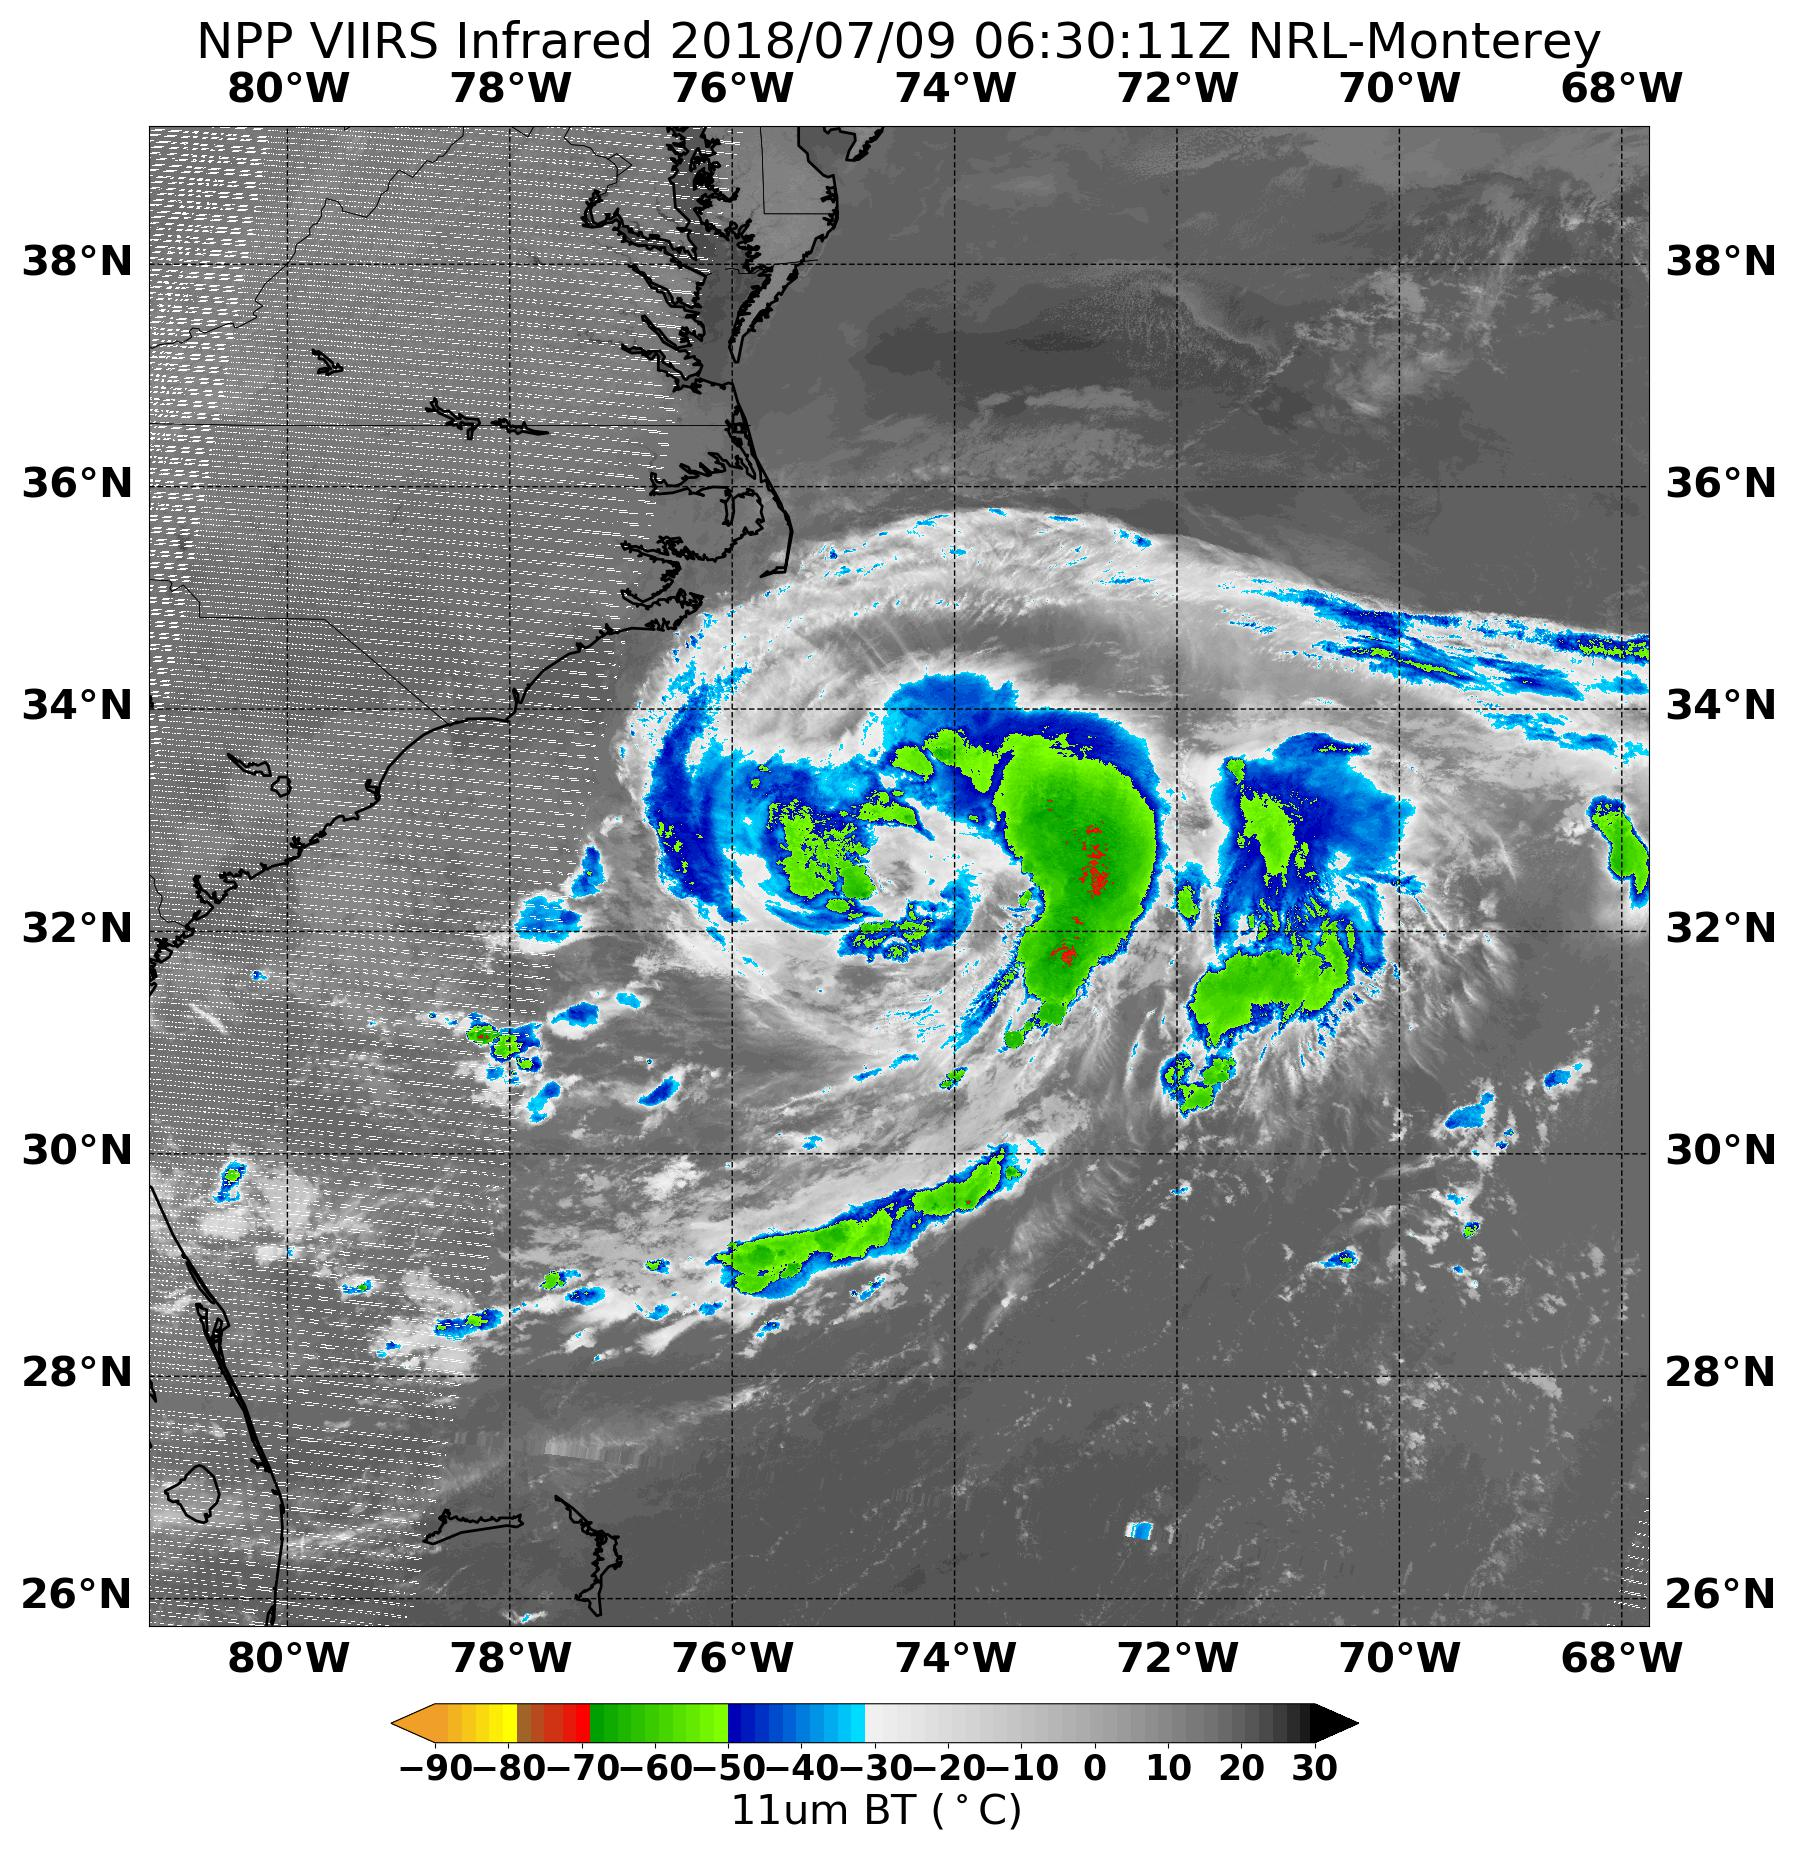 NPP VIIRS Infrared 2018/07/09 06:30:11Z NRL-Monterey
80°W 78°W 76°W 74°W 72°W 70°W 68°W
38°N 38°N
36°N 36°N
34°N 34°N
32°N 32°N
30°N 30°N
28°N 28°N
26°N 26°N
80°W 78°W 76°W 74°W 72°W 70°W 68°W
−90 −80 −70 −60 −50 −40 −30 −20 −10 0 10 20 30
11um BT (°C)